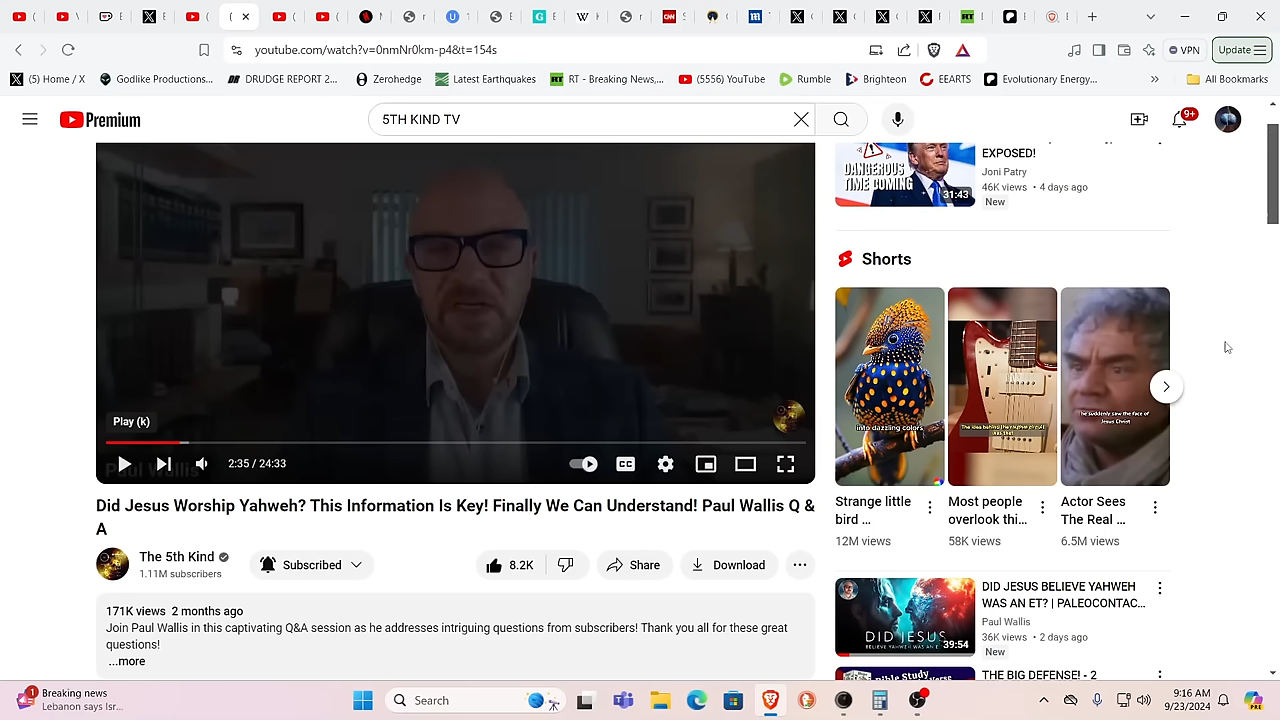 youtube.com/watch?v=0nmNr0km-p4&t=154s
VPN
Update
(5) Home / X
Godlike Productions...
DRUDGE REPORT 2...
Zerohedge
Latest Earthquakes
RT - Breaking News,...
(5556) YouTube
Rumble
Brighteon
EEARTS
Evolutionary Energy...
All Bookmarks
Premium
5TH KIND TV
9+
DANGEROUS
TIME COMING
31:43
EXPOSED!
Joni Patry
46K views • 4 days ago
New
Shorts
into dazzling colors
he suddenly saw the face of
Jesus Christ
Strange little
bird ...
12M views
Most people
overlook thi...
58K views
Actor Sees
The Real ...
6.5M views
Play (k)
Paul Wallis
2:35 / 24:33
CC
Did Jesus Worship Yahweh? This Information Is Key! Finally We Can Understand! Paul Wallis Q &
A
The 5th Kind
1.11M subscribers
Subscribed
8.2K
Share
Download
171K views 2 months ago
Join Paul Wallis in this captivating Q&A session as he addresses intriguing questions from subscribers! Thank you all for these great
questions!
...more
DID JESUS
BELIEVE YAHWEH WAS AN E
39:54
DID JESUS BELIEVE YAHWEH
WAS AN ET? | PALEOCONTAC...
Paul Wallis
36K views • 2 days ago
New
Bible Study
THE BIG DEFENSE! - 2
1
Breaking news
Lebanon says Isr...
Search
9:16 AM
9/23/2024